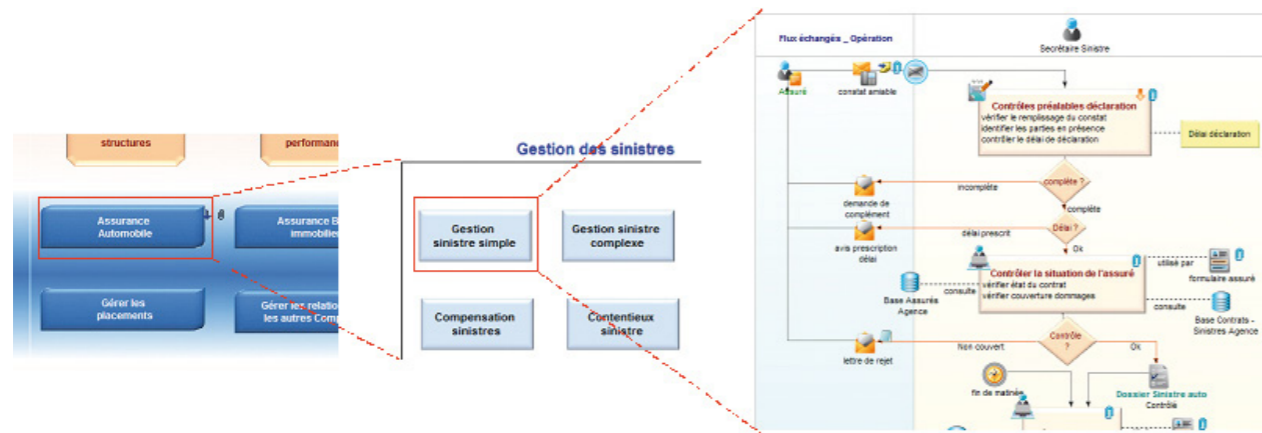 structures
performanc
Assurance
Automobile
Assurance B
immobilier
Gérer les
placements
Gérer les relatio
les autres Comp
Gestion des sinistres
Gestion
sinistre simple
Gestion sinistre
complexe
Compensation
sinistres
Contentieux
sinistre
Flux échangés _ Opération
Secrétaire Sinistre
Assuré
constat amiable
Contrôles préalables déclaration
vérifier le remplissage du constat
identifier les parties en présence
contrôler le délai de déclaration
Délai déclaration
complète ?
incomplète
demande de
complément
complète
Délai ?
délai prescrit
avis prescription
délai
Ok
Contrôler la situation de l'assuré
vérifier état du contrat
vérifier couverture dommages
utilisé par
formulaire assuré
consulte
Base Assurés
Agence
consulte
Base Contrats -
Sinistres Agence
Contrôle
?
Non couvert
Ok
lettre de rejet
fin de matinée
Dossier Sinistre auto
Contrôlé